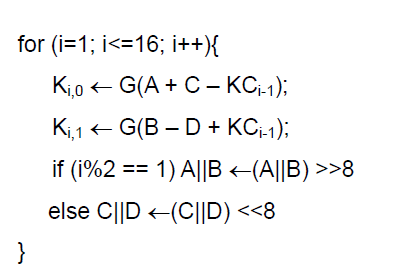 for (i=1; i<=16; i++){
Ki,0 ← G(A + C – KCi-1);
Ki,1 ← G(B – D + KCi-1);
if (i%2 == 1) A||B ←(A||B) >>8
else C||D ←(C||D) <<8
}